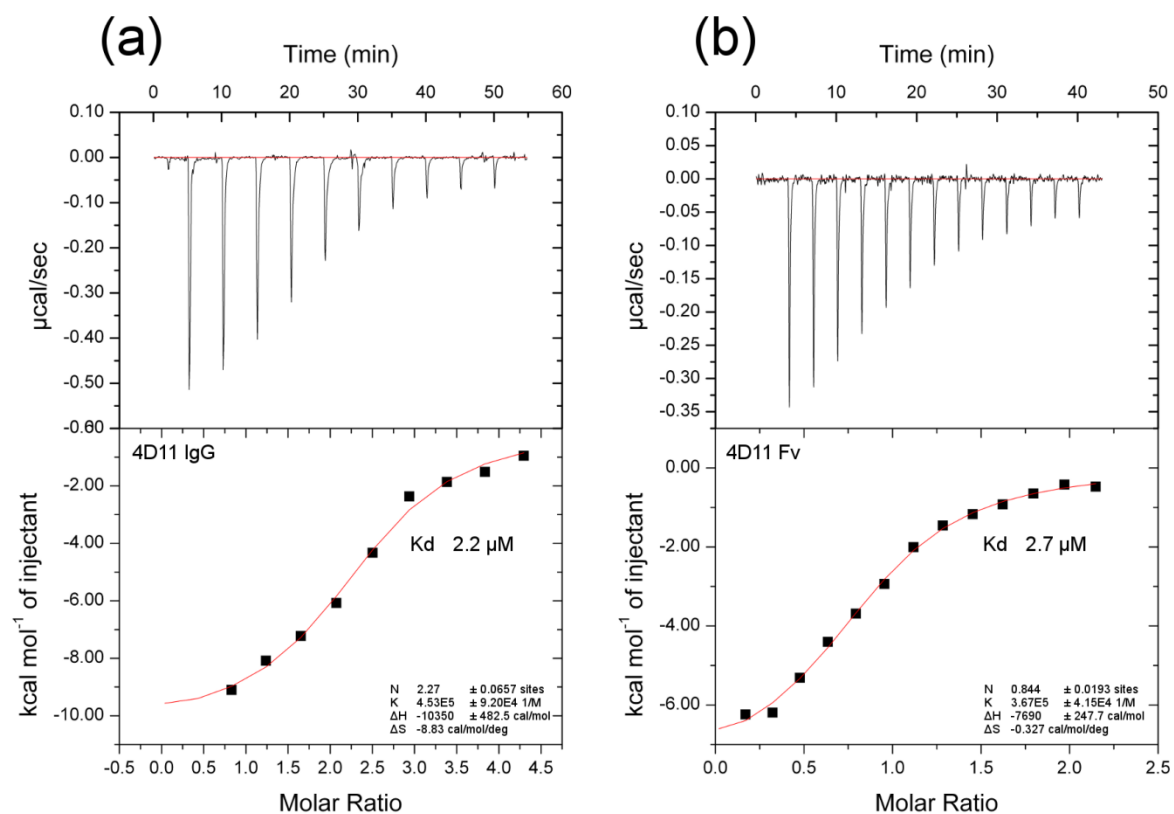 (a)
Time (min)
0 10 20 30 40 50 60
0.10
0.00
-0.10
-0.20
-0.30
-0.40
-0.50
-0.60
µcal/sec
4D11 IgG
-2.00
-4.00
-6.00
-8.00
-10.00
kcal mol⁻¹ of injectant
Kd 2.2 µM
N 2.27 ± 0.0657 sites
K 4.53E5 ± 9.20E4 1/M
ΔH -10350 ± 482.5 cal/mol
ΔS -8.83 cal/mol/deg
-0.5 0.0 0.5 1.0 1.5 2.0 2.5 3.0 3.5 4.0 4.5
Molar Ratio
(b)
Time (min)
0 10 20 30 40 50
0.10
0.05
0.00
-0.05
-0.10
-0.15
-0.20
-0.25
-0.30
-0.35
µcal/sec
4D11 Fv
0.00
-2.00
-4.00
-6.00
kcal mol⁻¹ of injectant
Kd 2.7 µM
N 0.844 ± 0.0193 sites
K 3.67E5 ± 4.15E4 1/M
ΔH -7690 ± 247.7 cal/mol
ΔS -0.327 cal/mol/deg
0.0 0.5 1.0 1.5 2.0 2.5
Molar Ratio